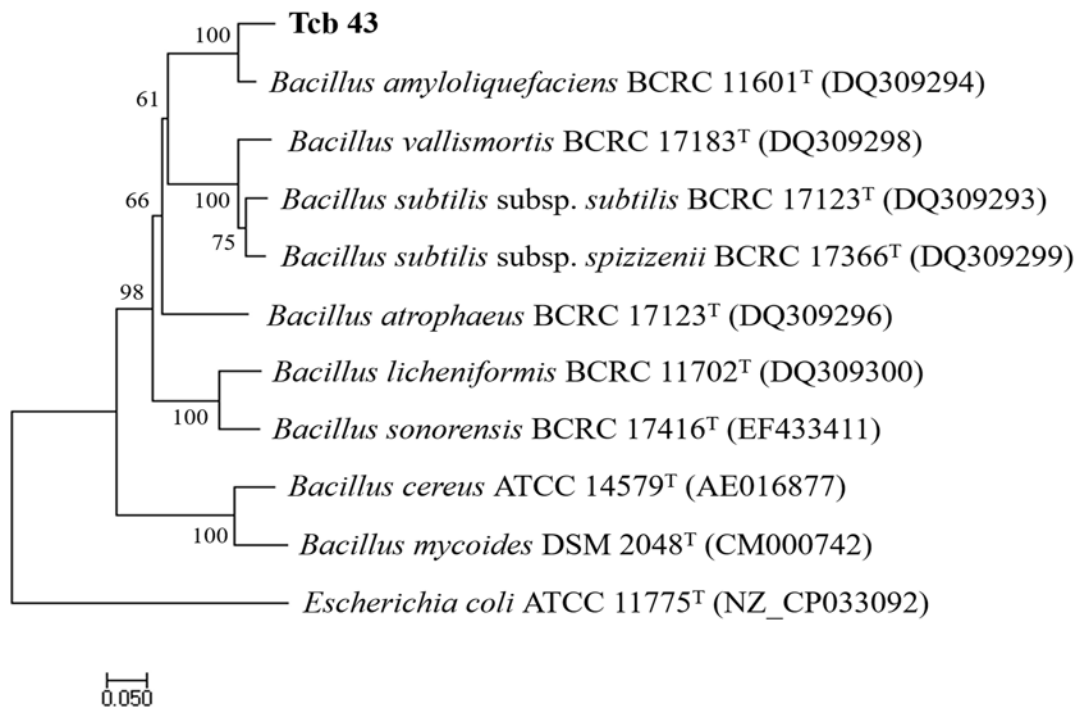 Tcb 43
100
Bacillus amyloliquefaciens BCRC 11601ᵀ (DQ309294)
61
Bacillus vallismortis BCRC 17183ᵀ (DQ309298)
100
Bacillus subtilis subsp. subtilis BCRC 17123ᵀ (DQ309293)
66
75
Bacillus subtilis subsp. spizizenii BCRC 17366ᵀ (DQ309299)
98
Bacillus atrophaeus BCRC 17123ᵀ (DQ309296)
Bacillus licheniformis BCRC 11702ᵀ (DQ309300)
100
Bacillus sonorensis BCRC 17416ᵀ (EF433411)
Bacillus cereus ATCC 14579ᵀ (AE016877)
100
Bacillus mycoides DSM 2048ᵀ (CM000742)
Escherichia coli ATCC 11775ᵀ (NZ_CP033092)
0.050